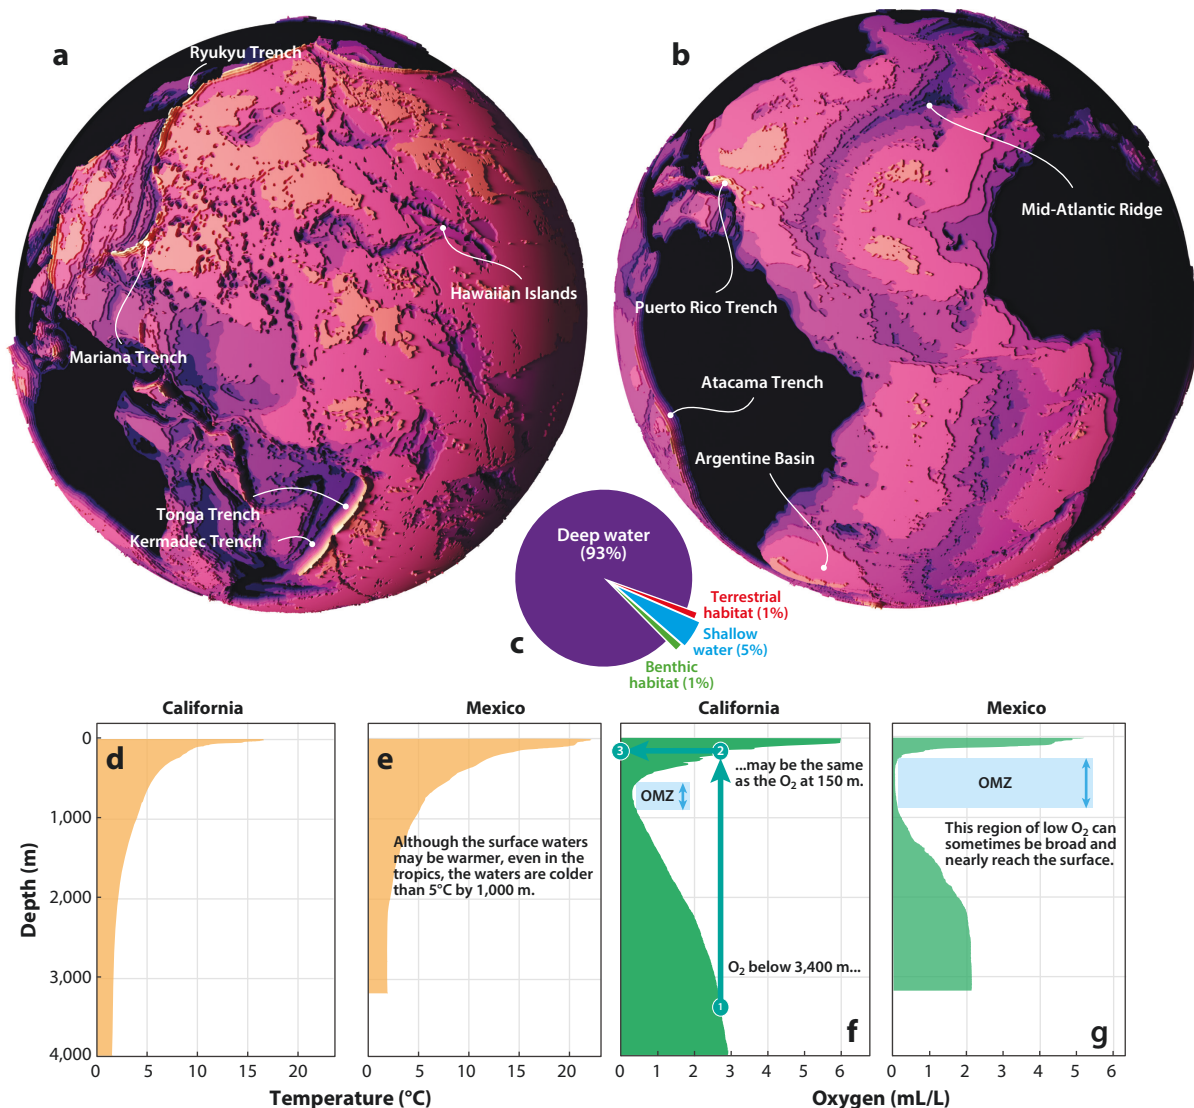 a
Ryukyu Trench
Hawaiian Islands
Mariana Trench
Tonga Trench
Kermadec Trench
b
Mid-Atlantic Ridge
Puerto Rico Trench
Atacama Trench
Argentine Basin
c
Deep water
(93%)
Terrestrial
habitat (1%)
Shallow
water (5%)
Benthic
habitat (1%)
California
Mexico
California
Mexico
Depth (m)
0
1,000
2,000
3,000
4,000
d
0
5
10
15
20
e
Although the surface waters
may be warmer, even in the
tropics, the waters are colder
than 5°C by 1,000 m.
0
5
10
15
20
Temperature (°C)
f
3
2
...may be the same
as the O₂ at 150 m.
OMZ
O₂ below 3,400 m...
1
0
1
2
3
4
5
6
g
OMZ
This region of low O₂ can
sometimes be broad and
nearly reach the surface.
0
1
2
3
4
5
6
Oxygen (mL/L)